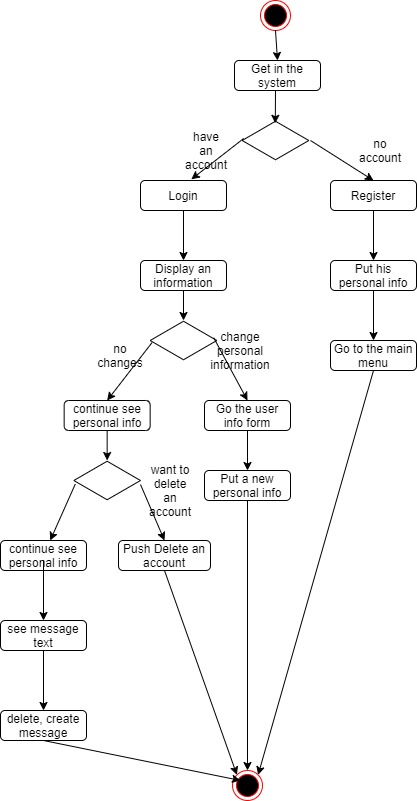 Get in the
system
have
an
account
no
account
Login
Register
Display an
information
Put his
personal info
no
changes
change
personal
information
Go to the main
menu
continue see
personal info
Go the user
info form
want to
delete
an
account
Put a new
personal info
continue see
personal info
Push Delete an
account
see message
text
delete, create
message